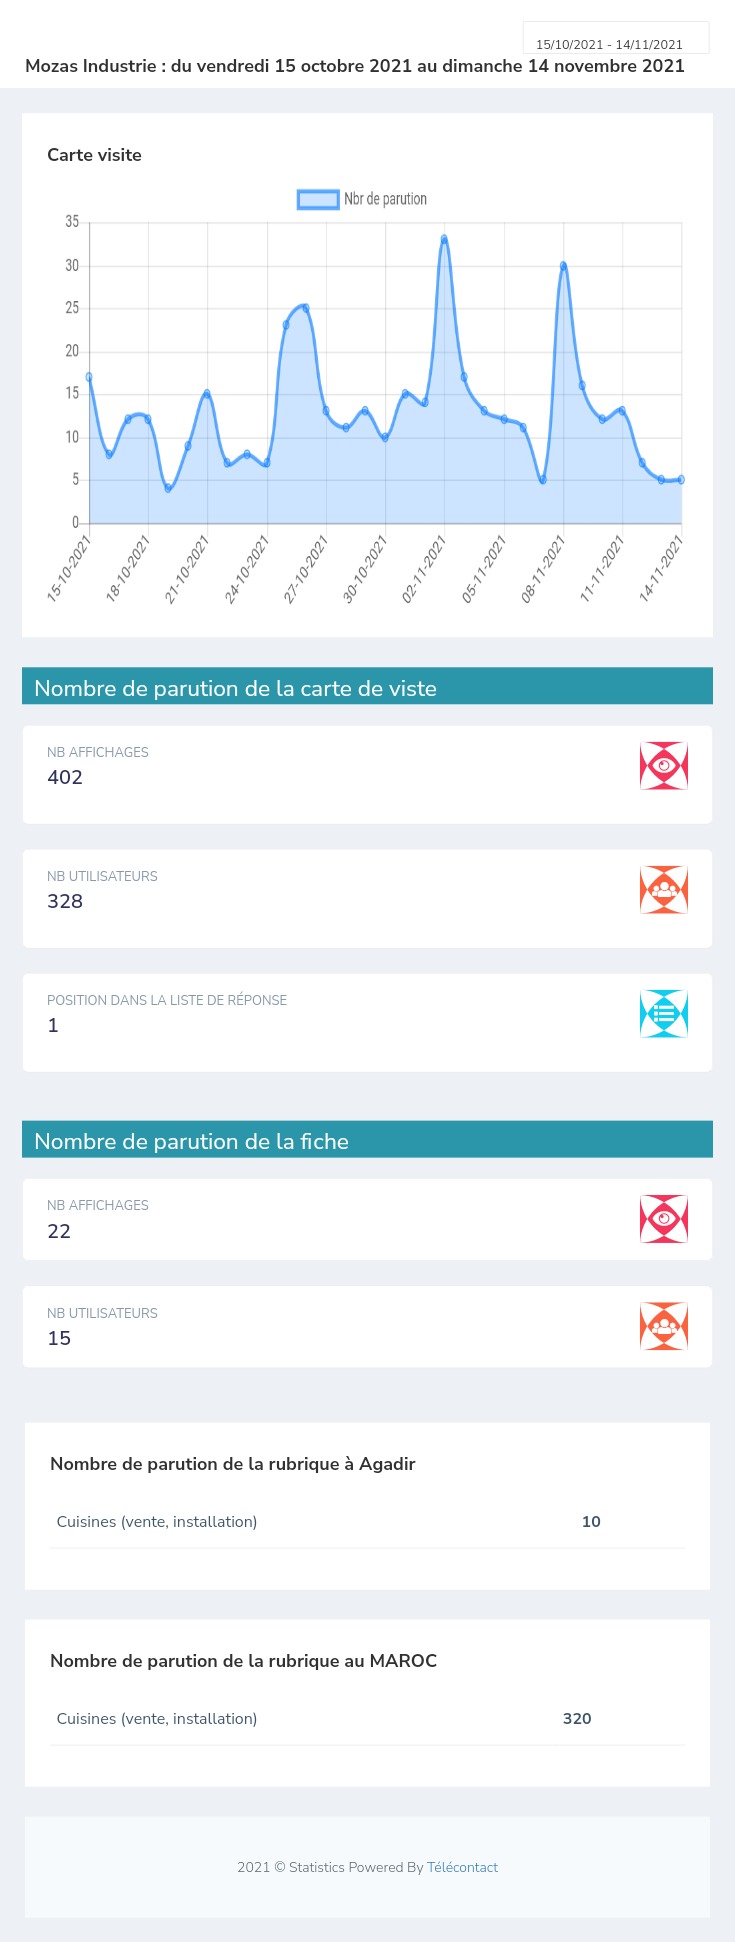 15/10/2021 - 14/11/2021
Mozas Industrie : du vendredi 15 octobre 2021 au dimanche 14 novembre 2021
Carte visite
Nbr de parution
35
30
25
20
15
10
5
0
15-10-2021
18-10-2021
21-10-2021
24-10-2021
27-10-2021
30-10-2021
02-11-2021
05-11-2021
08-11-2021
11-11-2021
14-11-2021
Nombre de parution de la carte de viste
NB AFFICHAGES
402
NB UTILISATEURS
328
POSITION DANS LA LISTE DE RÉPONSE
1
Nombre de parution de la fiche
NB AFFICHAGES
22
NB UTILISATEURS
15
Nombre de parution de la rubrique à Agadir
Cuisines (vente, installation) 10
Nombre de parution de la rubrique au MAROC
Cuisines (vente, installation) 320
2021 © Statistics Powered By Télécontact